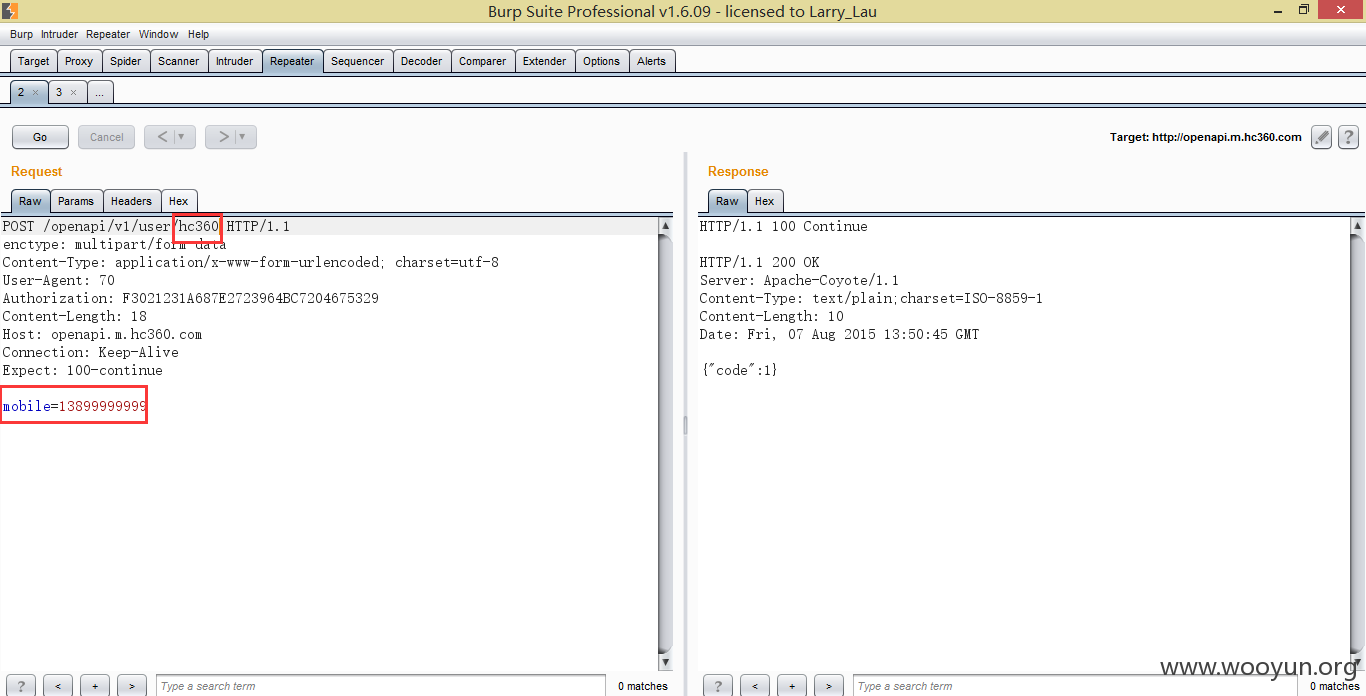 Burp Suite Professional v1.6.09 - licensed to Larry_Lau
Burp Intruder Repeater Window Help
Target Proxy Spider Scanner Intruder Repeater Sequencer Decoder Comparer Extender Options Alerts
2 × 3 × ...
Go Cancel < > Target: http://openapi.m.hc360.com ?
Request
Raw Params Headers Hex
POST /openapi/v1/user/hc360 HTTP/1.1
enctype: multipart/form-data
Content-Type: application/x-www-form-urlencoded; charset=utf-8
User-Agent: 70
Authorization: F3021231A687E2723964BC7204675329
Content-Length: 18
Host: openapi.m.hc360.com
Connection: Keep-Alive
Expect: 100-continue
mobile=13899999999
? < + > Type a search term 0 matches
Response
Raw Hex
HTTP/1.1 100 Continue
HTTP/1.1 200 OK
Server: Apache-Coyote/1.1
Content-Type: text/plain;charset=ISO-8859-1
Content-Length: 10
Date: Fri, 07 Aug 2015 13:50:45 GMT
{"code":1}
? < + > Type a search term 0 matches
www.wooyun.org